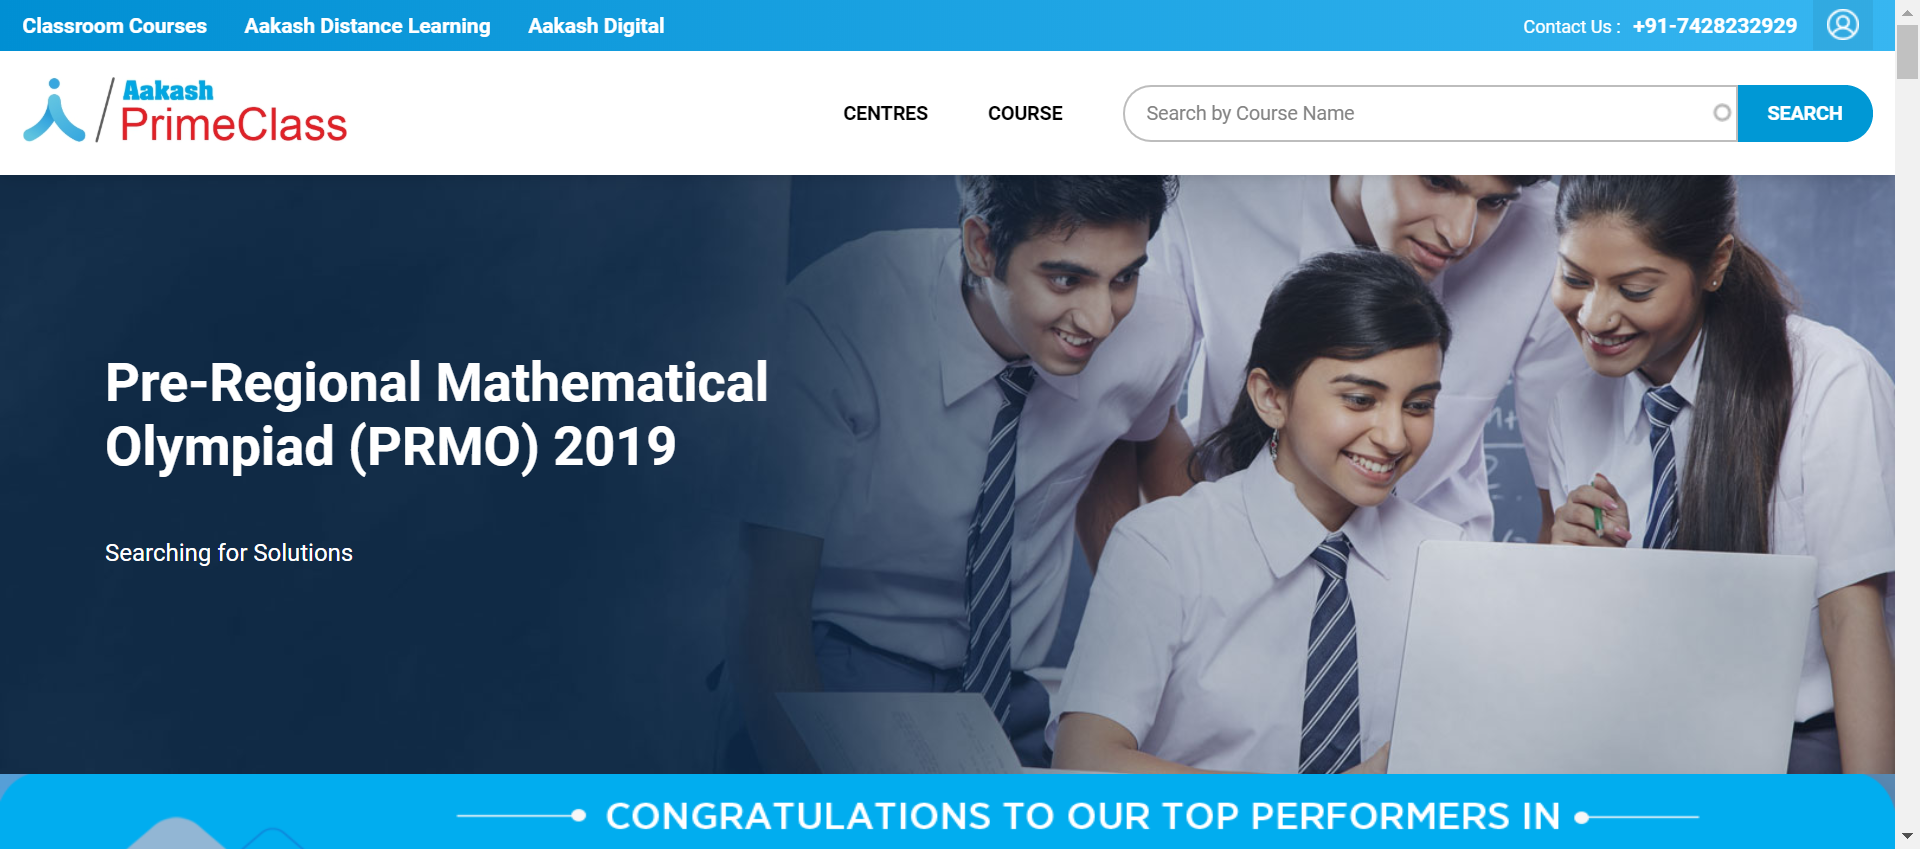 Classroom Courses
Aakash Distance Learning
Aakash Digital
Contact Us : +91-7428232929
Aakash
PrimeClass
CENTRES
COURSE
Search by Course Name
SEARCH
Pre-Regional Mathematical
Olympiad (PRMO) 2019
Searching for Solutions
CONGRATULATIONS TO OUR TOP PERFORMERS IN